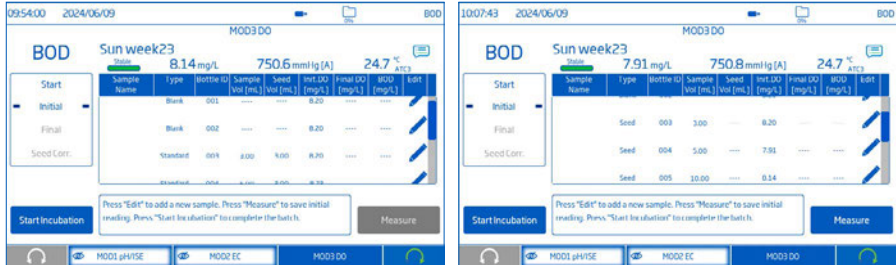 09:54:00 2024/06/09 0% BOD
MOD3 DO
BOD
Sun week23
Stable 8.14 mg/L 750.6 mmHg [A] 24.7 °C ATC3
Start
Initial
Final
Seed Corr.
Sample Name Type Bottle ID Sample Vol [mL] Seed Vol [mL] Init.DO [mg/L] Final DO [mg/L] BOD [mg/L] Edit
Blank 001 ---- ---- 8.20 ---- ----
Blank 002 ---- ---- 8.20 ---- ----
Standard 003 8.00 5.00 8.20 ---- ----
Press "Edit" to add a new sample. Press "Measure" to save initial
reading. Press "Start Incubation" to complete the batch.
Start Incubation
Measure
MOD1 pH/ISE MOD2 EC MOD3 DO
10:07:43 2024/06/09 0% BOD
MOD3 DO
BOD
Sun week23
Stable 7.91 mg/L 750.8 mmHg [A] 24.7 °C ATC3
Start
Initial
Final
Seed Corr.
Sample Name Type Bottle ID Sample Vol [mL] Seed Vol [mL] Init.DO [mg/L] Final DO [mg/L] BOD [mg/L] Edit
Seed 003 3.00 ---- 8.20 ---- ----
Seed 004 5.00 ---- 7.91 ---- ----
Seed 005 10.00 ---- 0.14 ---- ----
Press "Edit" to add a new sample. Press "Measure" to save initial
reading. Press "Start Incubation" to complete the batch.
Start Incubation
Measure
MOD1 pH/ISE MOD2 EC MOD3 DO